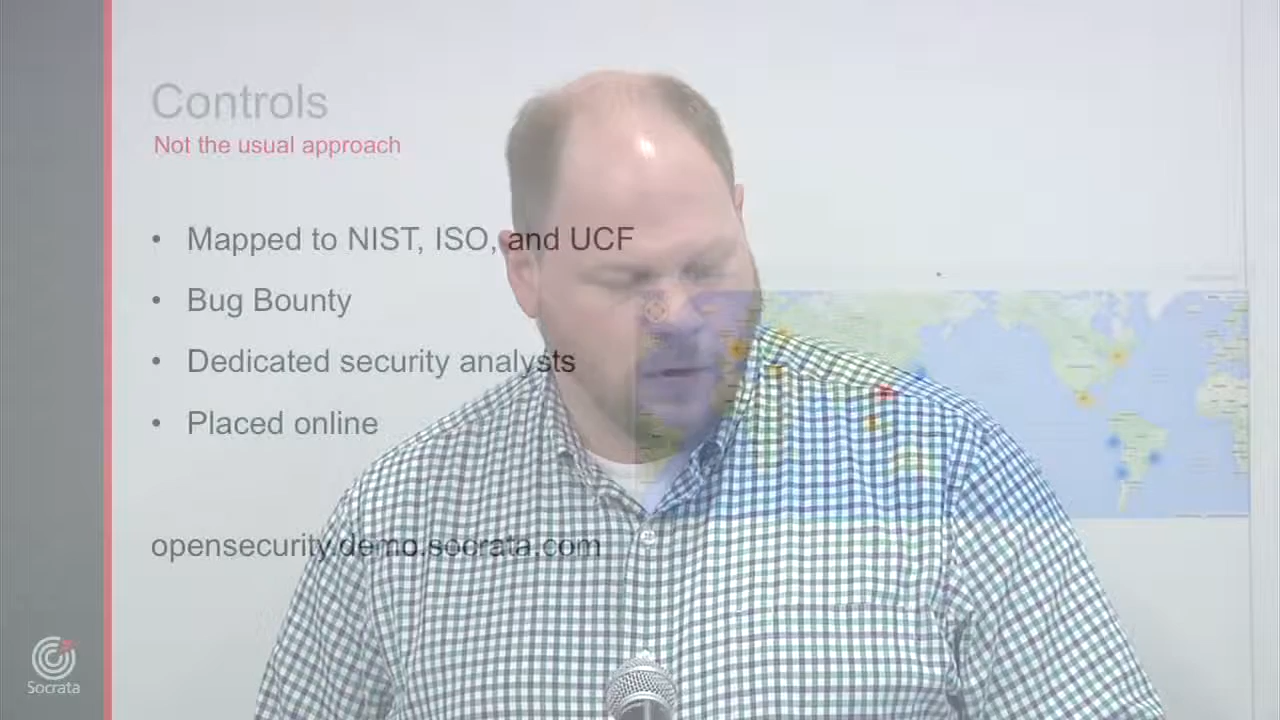 Controls
Not the usual approach
• Mapped to NIST, ISO, and UCF
• Bug Bounty
• Dedicated security analysts
• Placed online
opensecurity.demo.socrata.com
Socrata